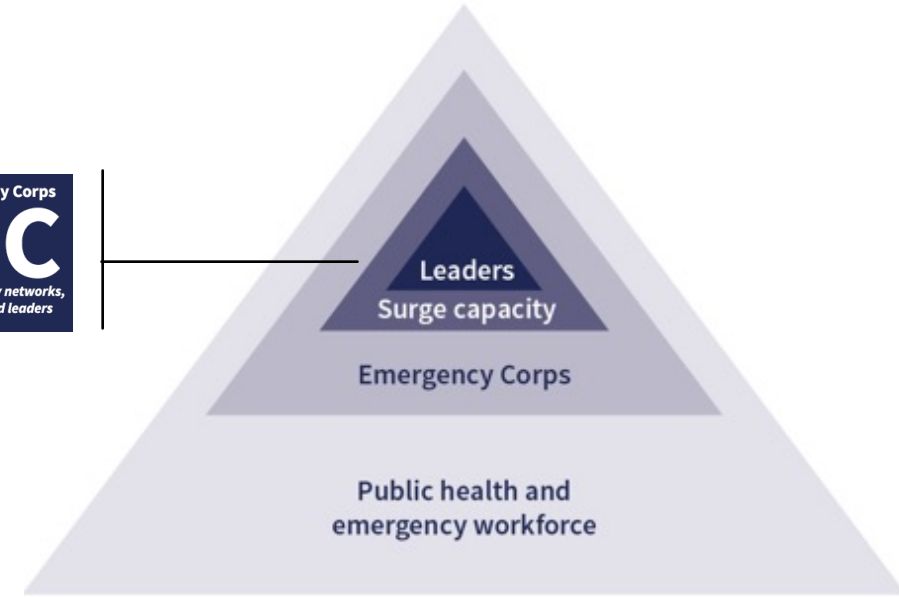 y Corps
C
networks,
d leaders
Leaders
Surge capacity
Emergency Corps
Public health and
emergency workforce